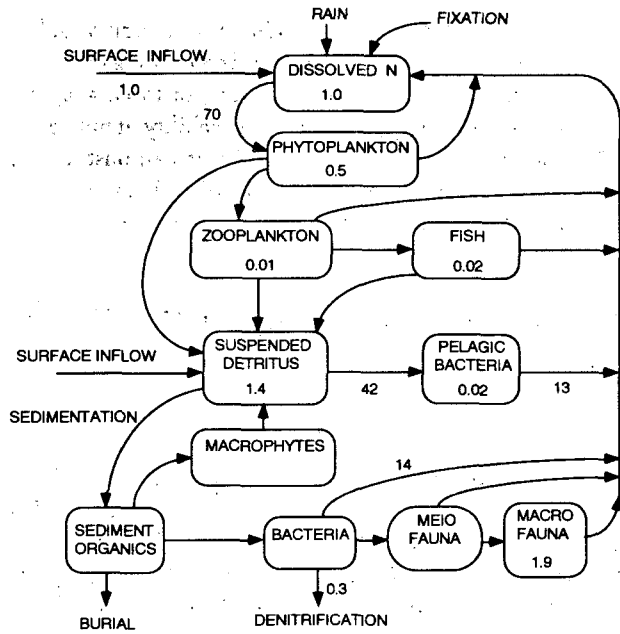 RAIN
FIXATION
SURFACE INFLOW
1.0
DISSOLVED N
1.0
70
PHYTOPLANKTON
0.5
ZOOPLANKTON
0.01
FISH
0.02
SURFACE INFLOW
SUSPENDED
DETRITUS
1.4
42
PELAGIC
BACTERIA
0.02
13
SEDIMENTATION
MACROPHYTES
14
SEDIMENT
ORGANICS
BACTERIA
MEIO
FAUNA
MACRO
FAUNA
1.9
0.3
BURIAL
DENITRIFICATION